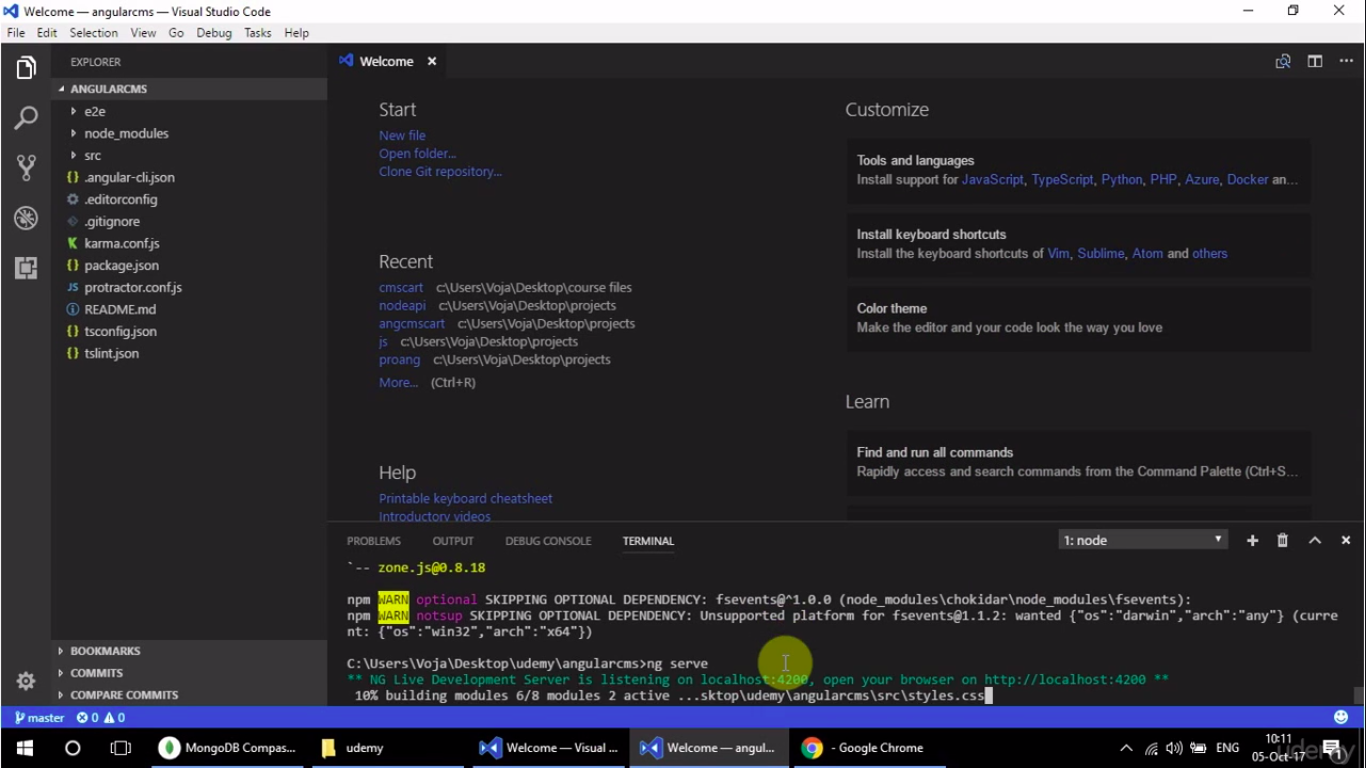 Welcome — angularcms — Visual Studio Code
File Edit Selection View Go Debug Tasks Help
EXPLORER
ANGULARCMS
e2e
node_modules
src
{} .angular-cli.json
.editorconfig
.gitignore
karma.conf.js
{} package.json
JS protractor.conf.js
README.md
{} tsconfig.json
{} tslint.json
BOOKMARKS
COMMITS
COMPARE COMMITS
Welcome
Start
New file
Open folder...
Clone Git repository...
Recent
cmscart c:\Users\Voja\Desktop\course files
nodeapi c:\Users\Voja\Desktop\projects
angcmscart c:\Users\Voja\Desktop\projects
js c:\Users\Voja\Desktop\projects
proang c:\Users\Voja\Desktop\projects
More... (Ctrl+R)
Help
Printable keyboard cheatsheet
Introductory videos
Customize
Tools and languages
Install support for JavaScript, TypeScript, Python, PHP, Azure, Docker an...
Install keyboard shortcuts
Install the keyboard shortcuts of Vim, Sublime, Atom and others
Color theme
Make the editor and your code look the way you love
Learn
Find and run all commands
Rapidly access and search commands from the Command Palette (Ctrl+S...
PROBLEMS OUTPUT DEBUG CONSOLE TERMINAL 1: node
`-- zone.js@0.8.18
npm WARN optional SKIPPING OPTIONAL DEPENDENCY: fsevents@^1.0.0 (node_modules\chokidar\node_modules\fsevents):
npm WARN notsup SKIPPING OPTIONAL DEPENDENCY: Unsupported platform for fsevents@1.1.2: wanted {"os":"darwin","arch":"any"} (curre
nt: {"os":"win32","arch":"x64"})
C:\Users\Voja\Desktop\udemy\angularcms>ng serve
** NG Live Development Server is listening on localhost:4200, open your browser on http://localhost:4200 **
10% building modules 6/8 modules 2 active ...sktop\udemy\angularcms\src\styles.css
master 0 0
MongoDB Compas... udemy Welcome — Visual ... Welcome — angul... - Google Chrome ENG
10:11
05-Oct-17
udemy
1